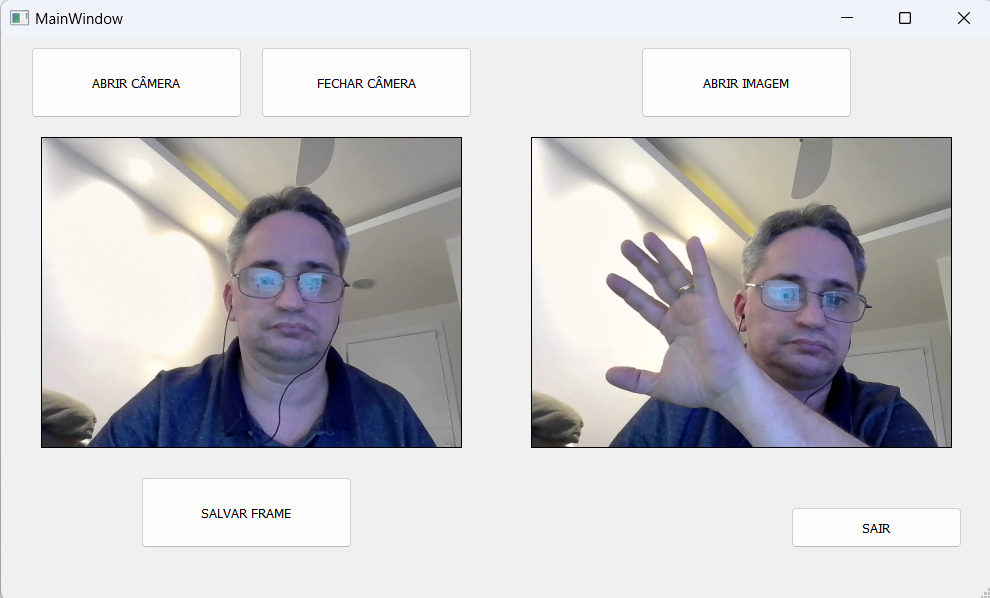 MainWindow
ABRIR CÂMERA
FECHAR CÂMERA
ABRIR IMAGEM
SALVAR FRAME
SAIR